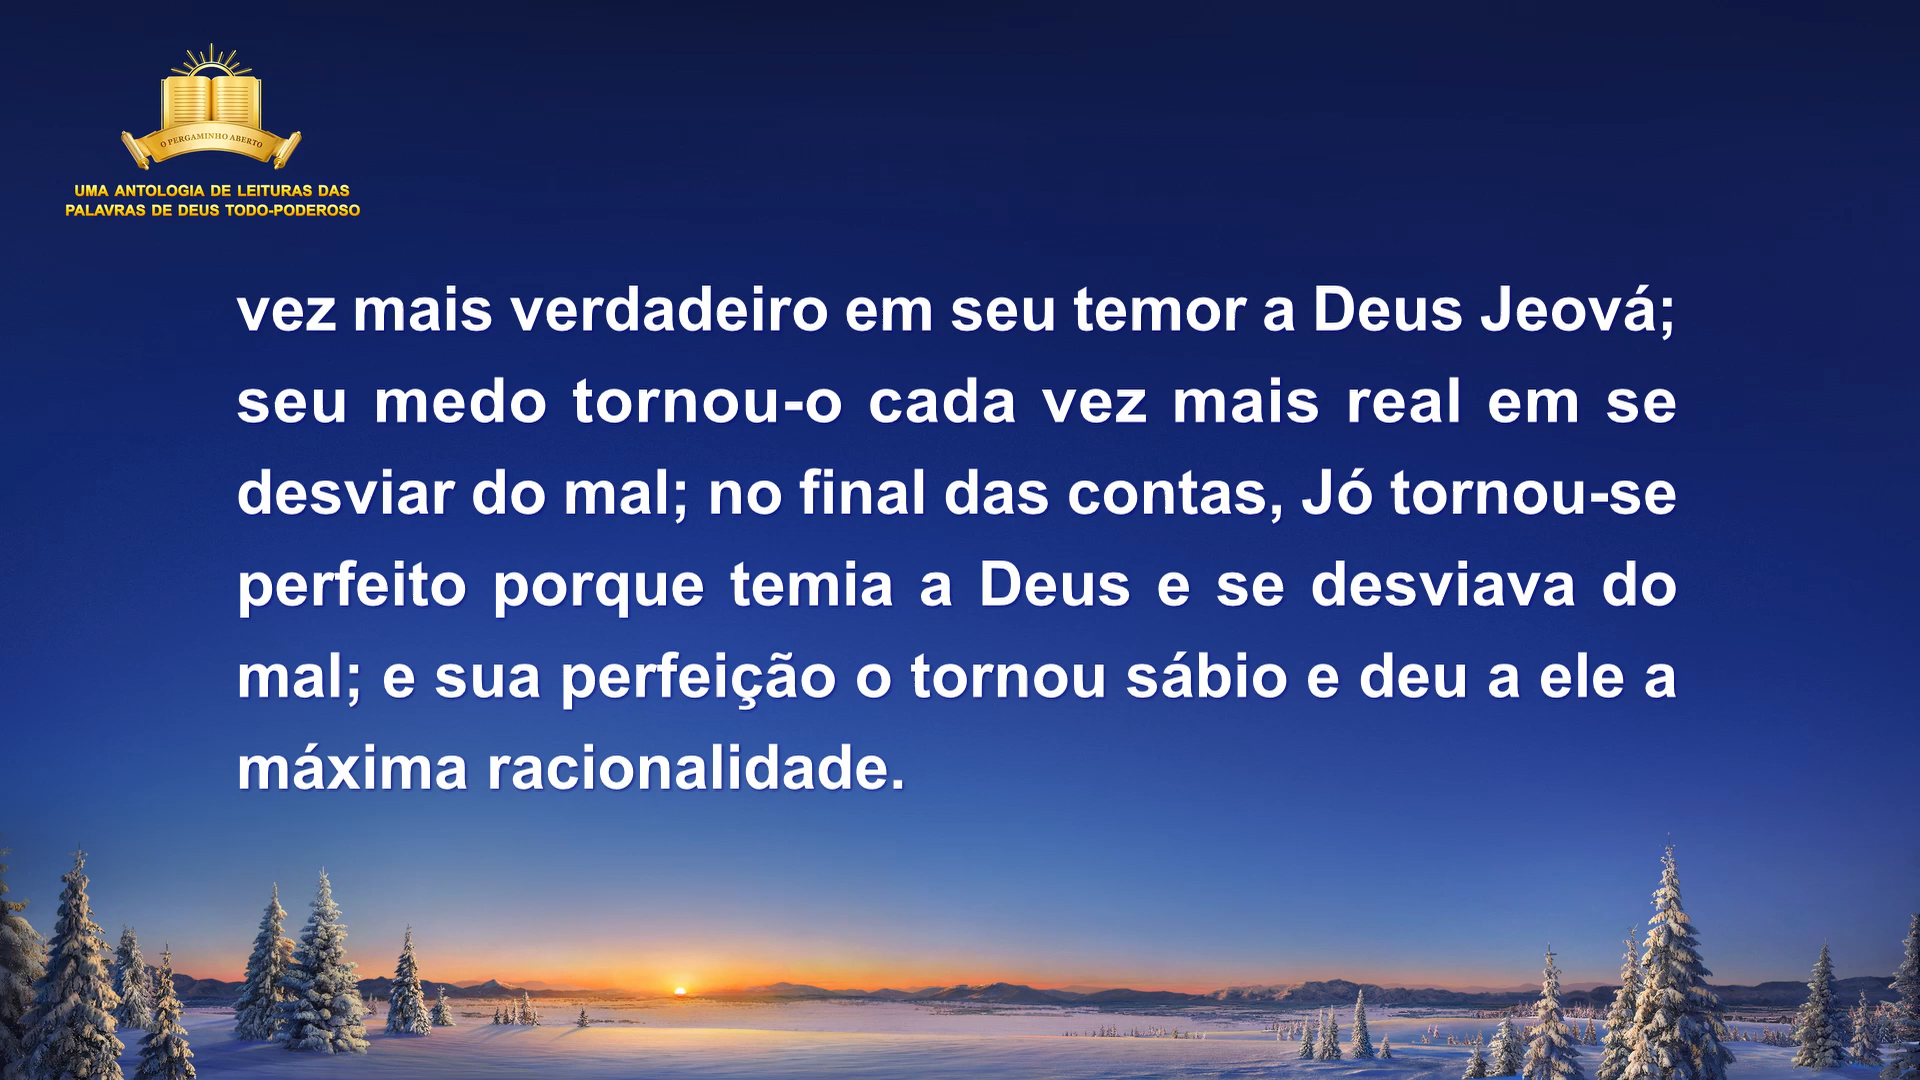 O PERGAMINHO ABERTO
UMA ANTOLOGIA DE LEITURAS DAS
PALAVRAS DE DEUS TODO-PODEROSO
vez mais verdadeiro em seu temor a Deus Jeová;
seu medo tornou-o cada vez mais real em se
desviar do mal; no final das contas, Jó tornou-se
perfeito porque temia a Deus e se desviava do
mal; e sua perfeição o tornou sábio e deu a ele a
máxima racionalidade.